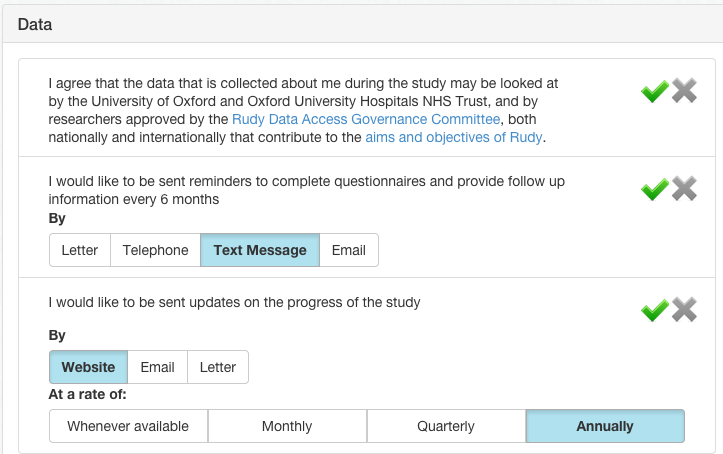 Data
I agree that the data that is collected about me during the study may be looked at
by the University of Oxford and Oxford University Hospitals NHS Trust, and by
researchers approved by the Rudy Data Access Governance Committee, both
nationally and internationally that contribute to the aims and objectives of Rudy.
I would like to be sent reminders to complete questionnaires and provide follow up
information every 6 months
By
Letter Telephone Text Message Email
I would like to be sent updates on the progress of the study
By
Website Email Letter
At a rate of:
Whenever available Monthly Quarterly Annually